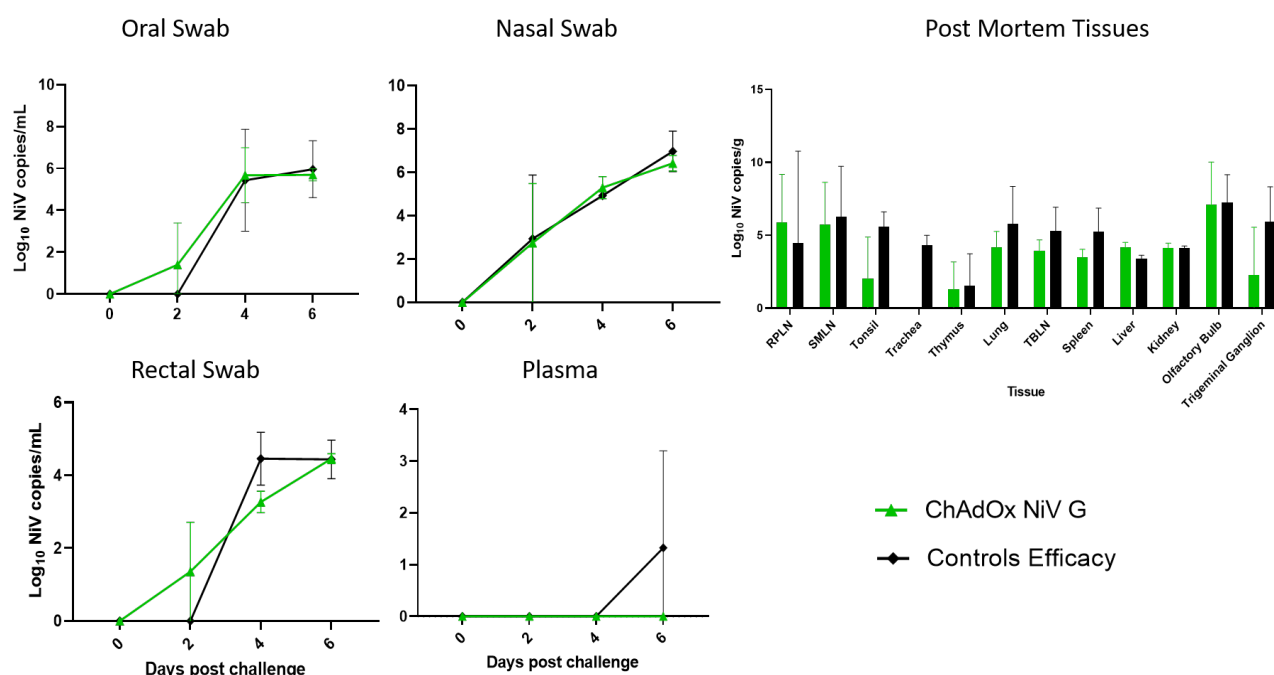 Oral Swab
Log₁₀ NiV copies/mL
10
8
6
4
2
0
0 2 4 6
Nasal Swab
10
8
6
4
2
0
0 2 4 6
Post Mortem Tissues
Log₁₀ NiV copies/g
15
10
5
0
RPLN
SMLN
Tonsil
Trachea
Thymus
Lung
TBLN
Spleen
Liver
Kidney
Olfactory Bulb
Trigeminal Ganglion
Tissue
Rectal Swab
Log₁₀ NiV copies/mL
6
4
2
0
0 2 4 6
Days post challenge
Plasma
4
3
2
1
0
0 2 4 6
Days post challenge
ChAdOx NiV G
Controls Efficacy